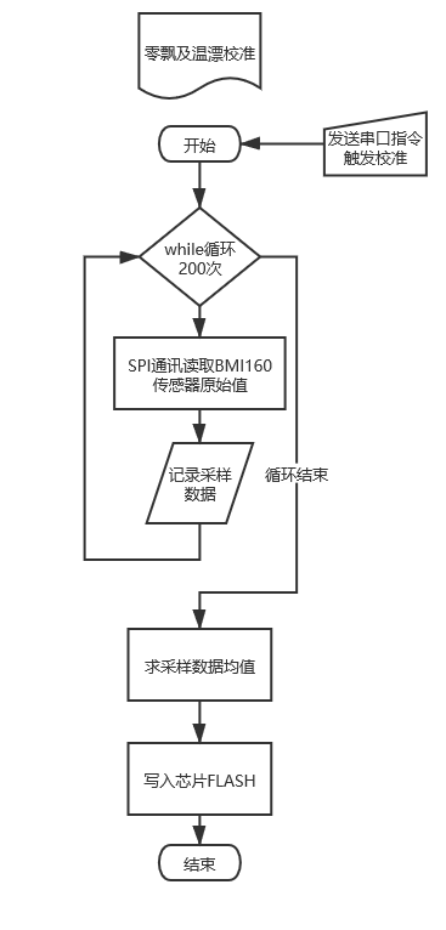 零飘及温漂校准
开始
发送串口指令
触发校准
while循环
200次
SPI通讯读取BMI160
传感器原始值
记录采样
数据
循环结束
求采样数据均值
写入芯片FLASH
结束